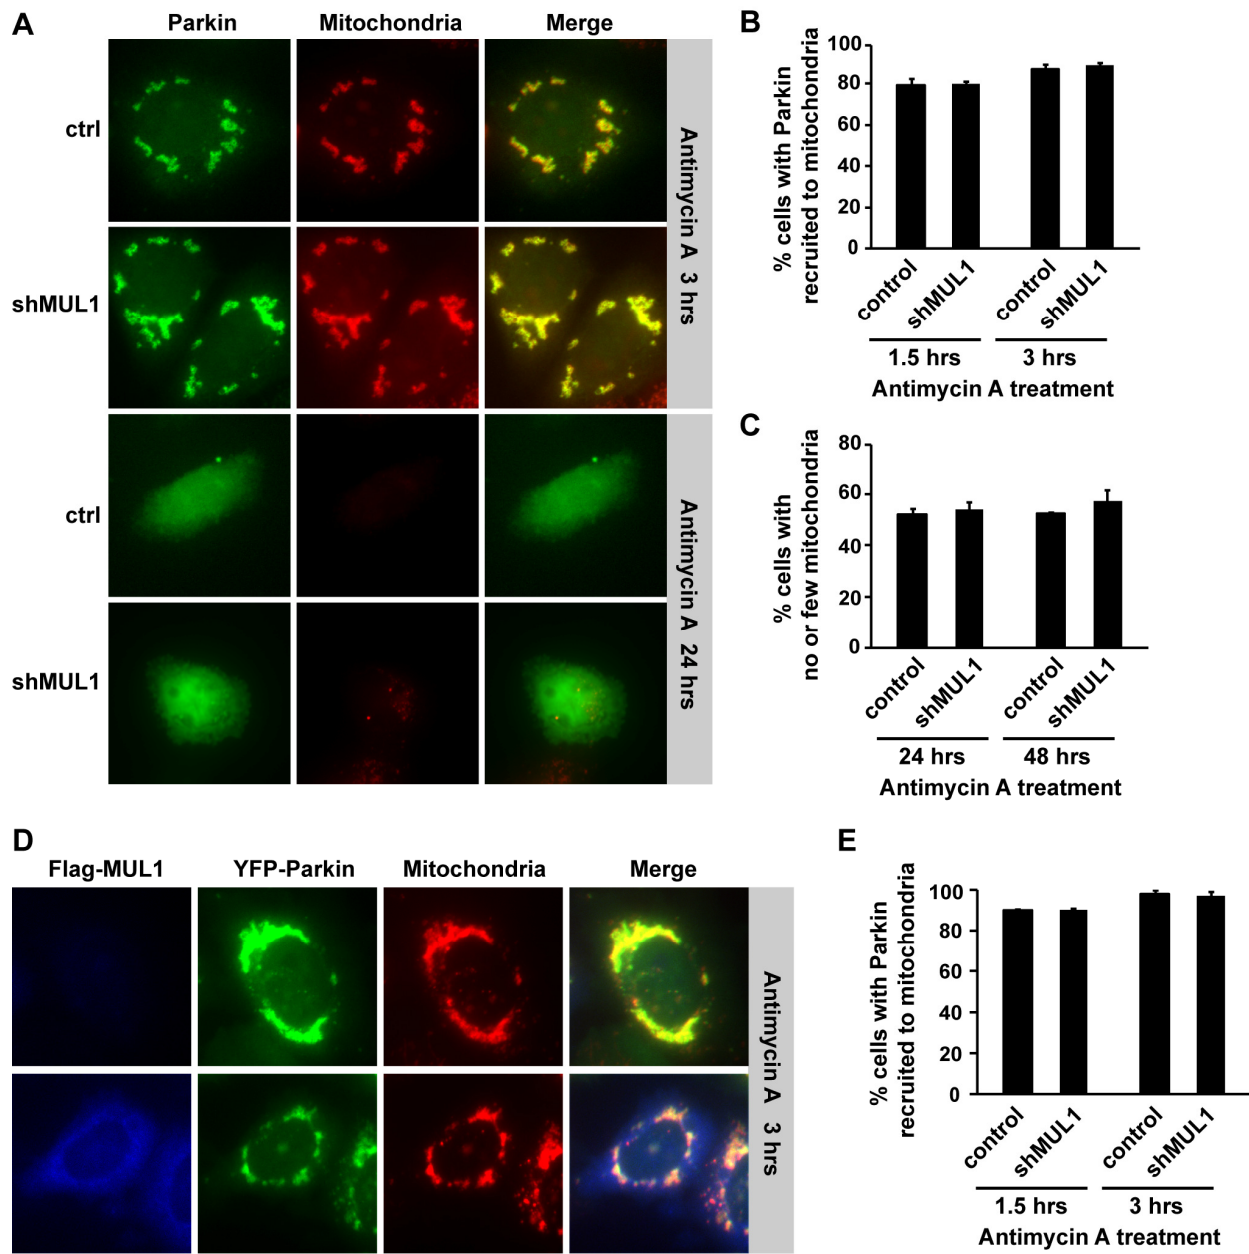 A
Parkin
Mitochondria
Merge
ctrl
shMUL1
Antimycin A 3 hrs
ctrl
shMUL1
Antimycin A 24 hrs
B
% cells with Parkin
recruited to mitochondria
100
80
60
40
20
0
control
shMUL1
control
shMUL1
1.5 hrs
3 hrs
Antimycin A treatment
C
% cells with
no or few mitochondria
80
60
40
20
0
control
shMUL1
control
shMUL1
24 hrs
48 hrs
Antimycin A treatment
D
Flag-MUL1
YFP-Parkin
Mitochondria
Merge
Antimycin A 3 hrs
E
% cells with Parkin
recruited to mitochondria
100
80
60
40
20
0
control
shMUL1
control
shMUL1
1.5 hrs
3 hrs
Antimycin A treatment